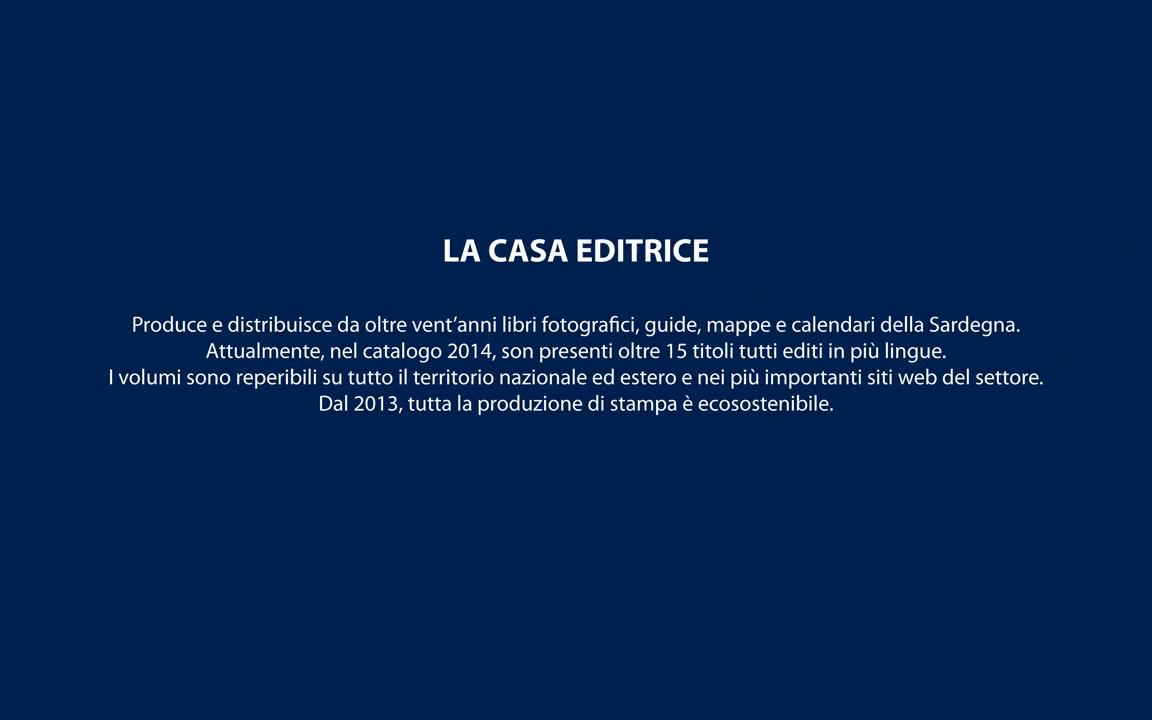 LA CASA EDITRICE
Produce e distribuisce da oltre vent’anni libri fotografici, guide, mappe e calendari della Sardegna.
Attualmente, nel catalogo 2014, son presenti oltre 15 titoli tutti editi in più lingue.
I volumi sono reperibili su tutto il territorio nazionale ed estero e nei più importanti siti web del settore.
Dal 2013, tutta la produzione di stampa è ecosostenibile.